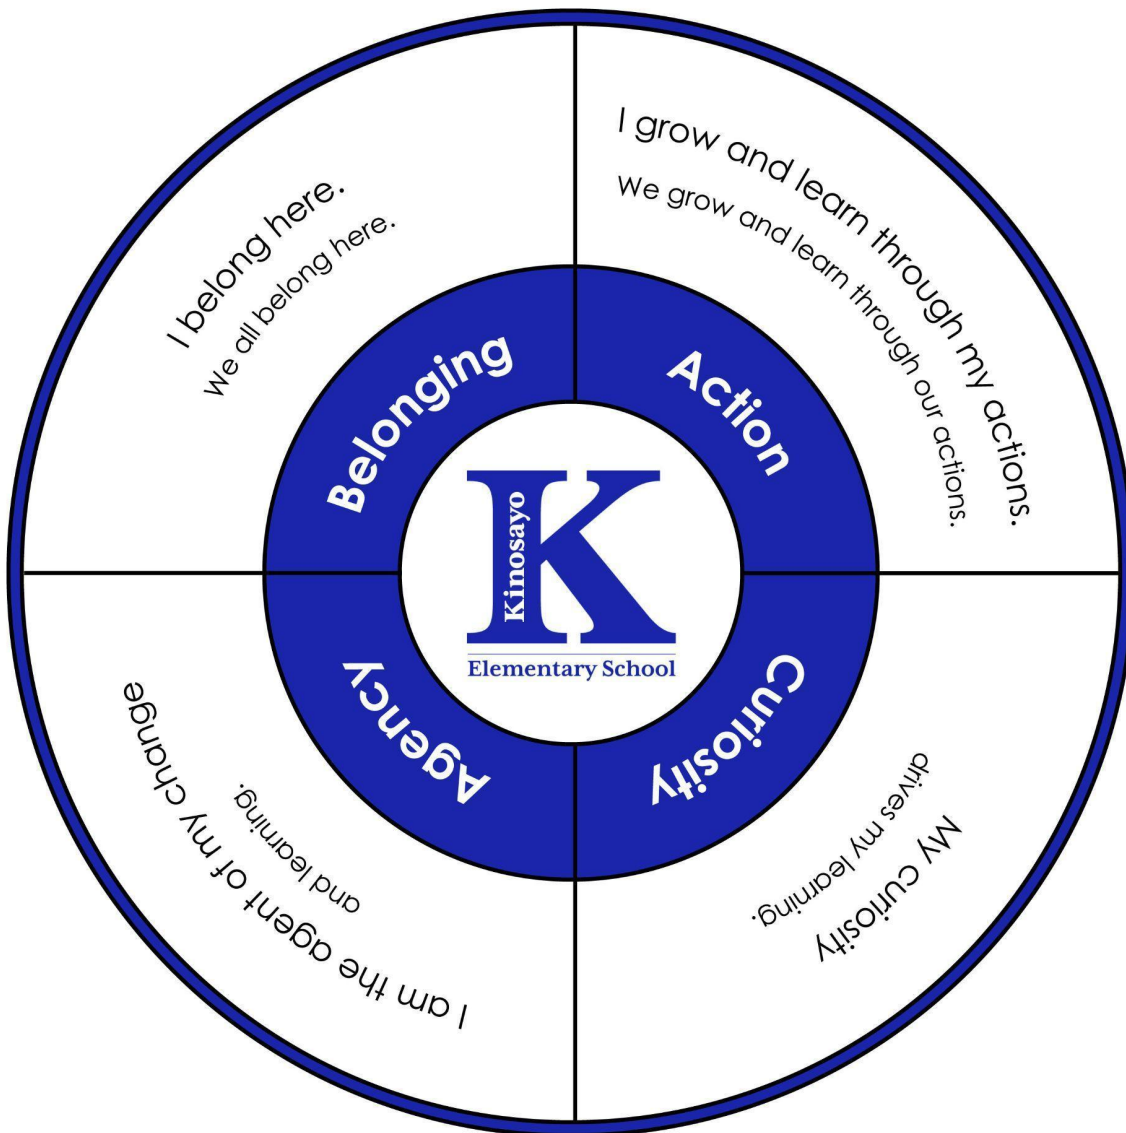 I belong here.
We all belong here.
Belonging
I grow and learn through my actions.
We grow and learn through our actions.
Action
My curiosity
drives my learning.
Curiosity
I am the agent of my change
and learning.
Agency
K
Kinosayo
Elementary School